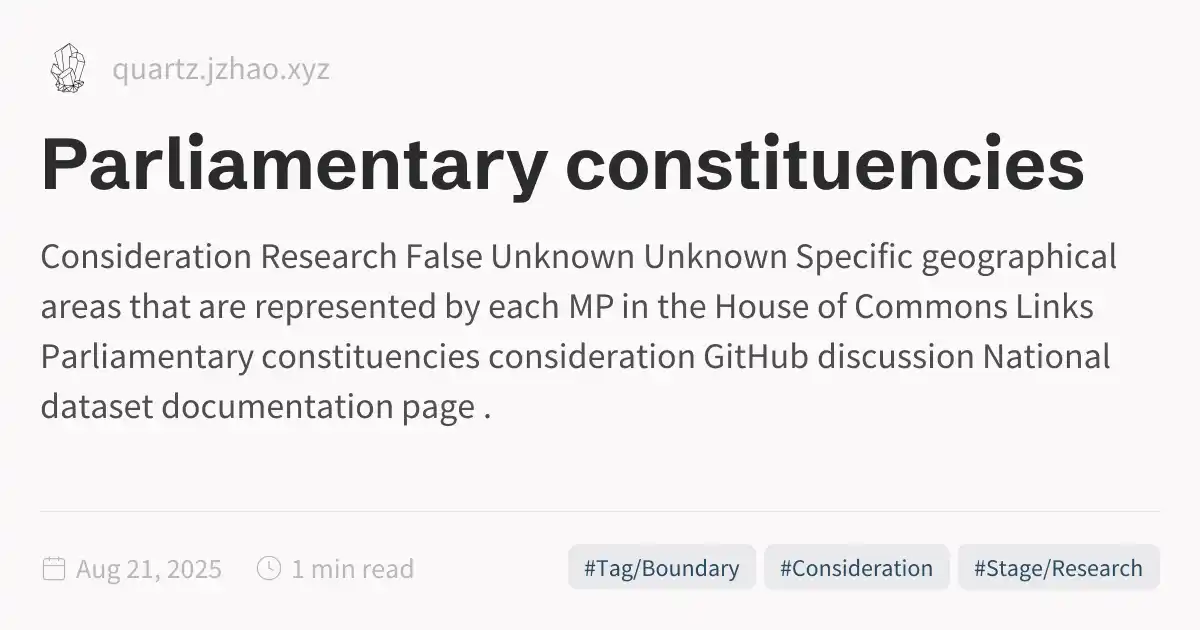 quartz.jzhao.xyz
Parliamentary constituencies
Consideration Research False Unknown Unknown Specific geographical
areas that are represented by each MP in the House of Commons Links
Parliamentary constituencies consideration GitHub discussion National
dataset documentation page .
Aug 21, 2025 1 min read #Tag/Boundary #Consideration #Stage/Research